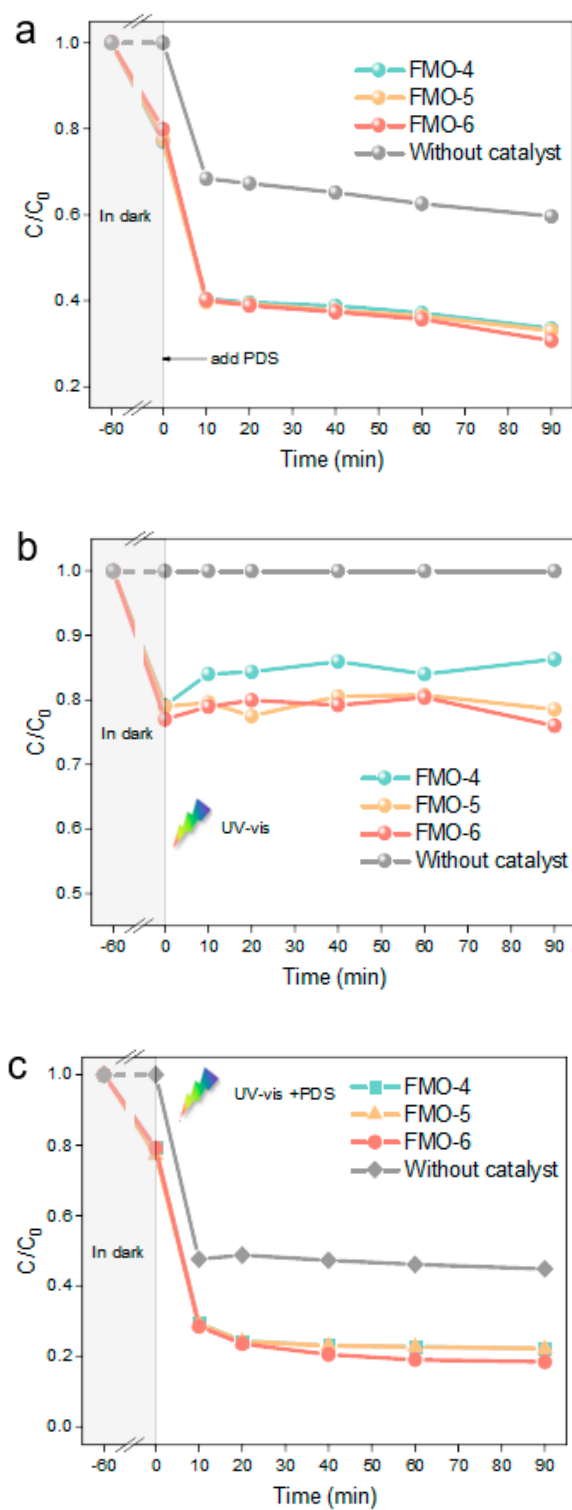 a
1.0
0.8
0.6
0.4
0.2
C/C0
In dark
add PDS
FMO-4
FMO-5
FMO-6
Without catalyst
-60 0 10 20 30 40 50 60 70 80 90
Time (min)
b
1.0
0.9
0.8
0.7
0.6
0.5
C/C0
In dark
UV-vis
FMO-4
FMO-5
FMO-6
Without catalyst
-60 0 10 20 30 40 50 60 70 80 90
Time (min)
c
1.0
0.8
0.6
0.4
0.2
0.0
C/C0
In dark
UV-vis +PDS
FMO-4
FMO-5
FMO-6
Without catalyst
-60 0 10 20 30 40 50 60 70 80 90
Time (min)